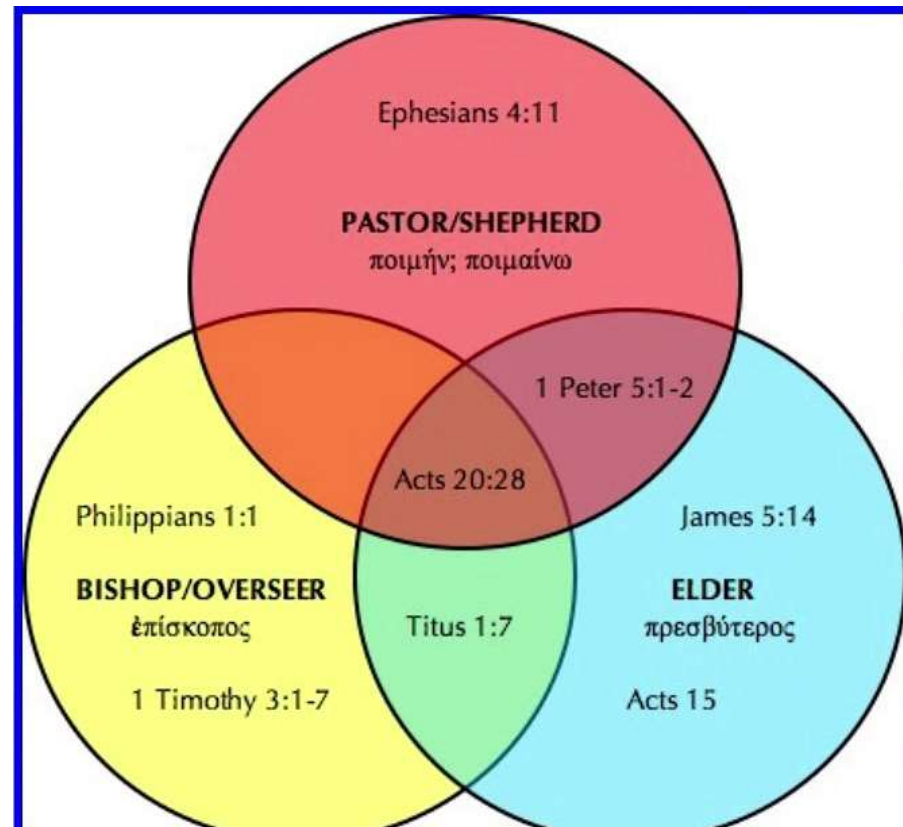 Ephesians 4:11
PASTOR/SHEPHERD
ποιμήν; ποιμαίνω
1 Peter 5:1-2
Acts 20:28
Philippians 1:1
James 5:14
BISHOP/OVERSEER
ἐπίσκοπος
Titus 1:7
ELDER
πρεσβύτερος
1 Timothy 3:1-7
Acts 15